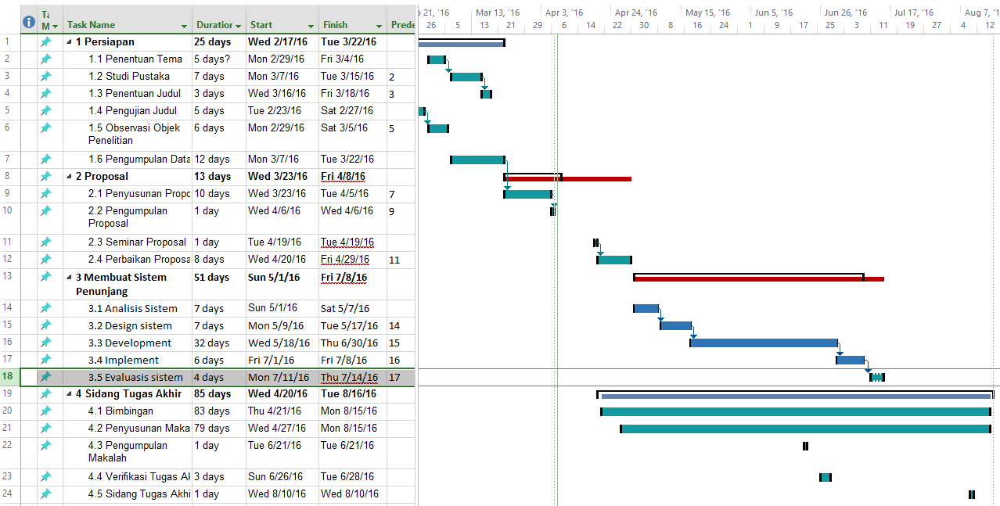 Ta
M
Task Name Duration Start Finish Prede
p 21, '16 Mar 13, '16 Apr 3, '16 Apr 24, '16 May 15, '16 Jun 5, '16 Jun 26, '16 Jul 17, '16 Aug 7, '1
26 5 13 21 29 6 14 22 30 8 16 24 1 9 17 25 3 11 19 27 4 12
1 1 Persiapan 25 days Wed 2/17/16 Tue 3/22/16
2 1.1 Penentuan Tema 5 days? Mon 2/29/16 Fri 3/4/16
3 1.2 Studi Pustaka 7 days Mon 3/7/16 Tue 3/15/16 2
4 1.3 Penentuan Judul 3 days Wed 3/16/16 Fri 3/18/16 3
5 1.4 Pengujian Judul 5 days Tue 2/23/16 Sat 2/27/16
6 1.5 Observasi Objek 6 days Mon 2/29/16 Sat 3/5/16 5
Penelitian
7 1.6 Pengumpulan Data 12 days Mon 3/7/16 Tue 3/22/16
8 2 Proposal 13 days Wed 3/23/16 Fri 4/8/16
9 2.1 Penyusunan Propo 10 days Wed 3/23/16 Tue 4/5/16 7
10 2.2 Pengumpulan 1 day Wed 4/6/16 Wed 4/6/16 9
Proposal
11 2.3 Seminar Proposal 1 day Tue 4/19/16 Tue 4/19/16
12 2.4 Perbaikan Proposa 8 days Wed 4/20/16 Fri 4/29/16 11
13 3 Membuat Sistem 51 days Sun 5/1/16 Fri 7/8/16
Penunjang
14 3.1 Analisis Sistem 7 days Sun 5/1/16 Sat 5/7/16
15 3.2 Design sistem 7 days Mon 5/9/16 Tue 5/17/16 14
16 3.3 Development 32 days Wed 5/18/16 Thu 6/30/16 15
17 3.4 Implement 6 days Fri 7/1/16 Fri 7/8/16 16
18 3.5 Evaluasis sistem 4 days Mon 7/11/16 Thu 7/14/16 17
19 4 Sidang Tugas Akhir 85 days Wed 4/20/16 Tue 8/16/16
20 4.1 Bimbingan 83 days Thu 4/21/16 Mon 8/15/16
21 4.2 Penyusunan Maka 79 days Wed 4/27/16 Mon 8/15/16
22 4.3 Pengumpulan 1 day Tue 6/21/16 Tue 6/21/16
Makalah
23 4.4 Verifikasi Tugas Al 3 days Sun 6/26/16 Tue 6/28/16
24 4.5 Sidang Tugas Akhi 1 day Wed 8/10/16 Wed 8/10/16